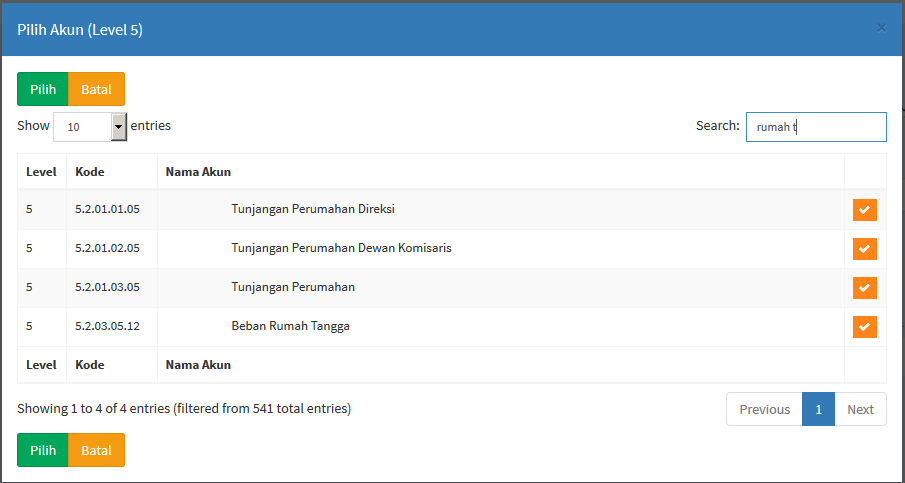 Pilih Akun (Level 5) ×
Pilih Batal
Show 10 entries Search: rumah t
Level Kode Nama Akun
5 5.2.01.01.05 Tunjangan Perumahan Direksi
5 5.2.01.02.05 Tunjangan Perumahan Dewan Komisaris
5 5.2.01.03.05 Tunjangan Perumahan
5 5.2.03.05.12 Beban Rumah Tangga
Level Kode Nama Akun
Showing 1 to 4 of 4 entries (filtered from 541 total entries) Previous 1 Next
Pilih Batal